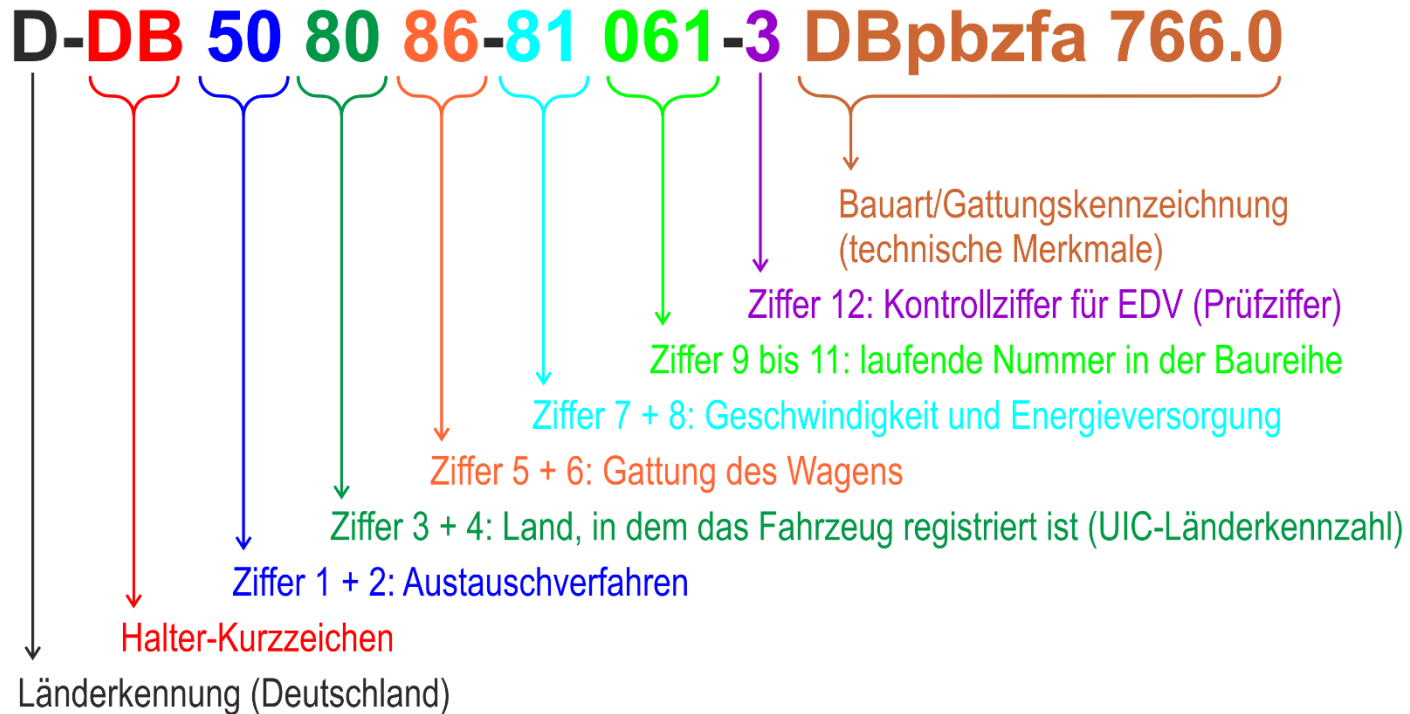 D-DB 50 80 86-81 061-3 DBpbzfa 766.0
Bauart/Gattungskennzeichnung
(technische Merkmale)
Ziffer 12: Kontrollziffer für EDV (Prüfziffer)
Ziffer 9 bis 11: laufende Nummer in der Baureihe
Ziffer 7 + 8: Geschwindigkeit und Energieversorgung
Ziffer 5 + 6: Gattung des Wagens
Ziffer 3 + 4: Land, in dem das Fahrzeug registriert ist (UIC-Länderkennzahl)
Ziffer 1 + 2: Austauschverfahren
Halter-Kurzzeichen
Länderkennung (Deutschland)